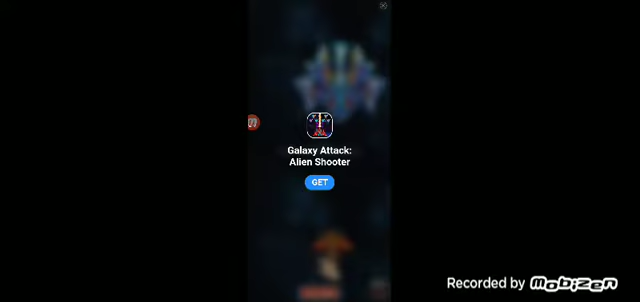 Galaxy Attack:
Alien Shooter
GET
Recorded by mobizen